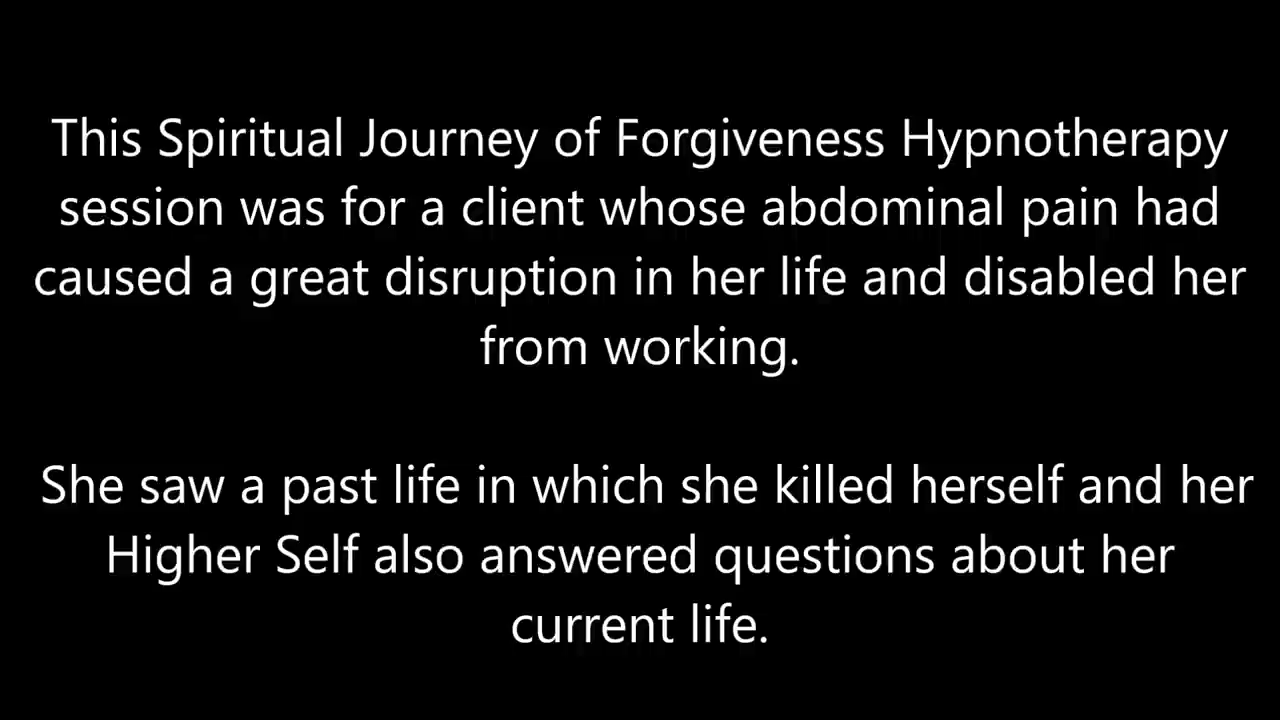 This Spiritual Journey of Forgiveness Hypnotherapy
session was for a client whose abdominal pain had
caused a great disruption in her life and disabled her
from working.
She saw a past life in which she killed herself and her
Higher Self also answered questions about her
current life.